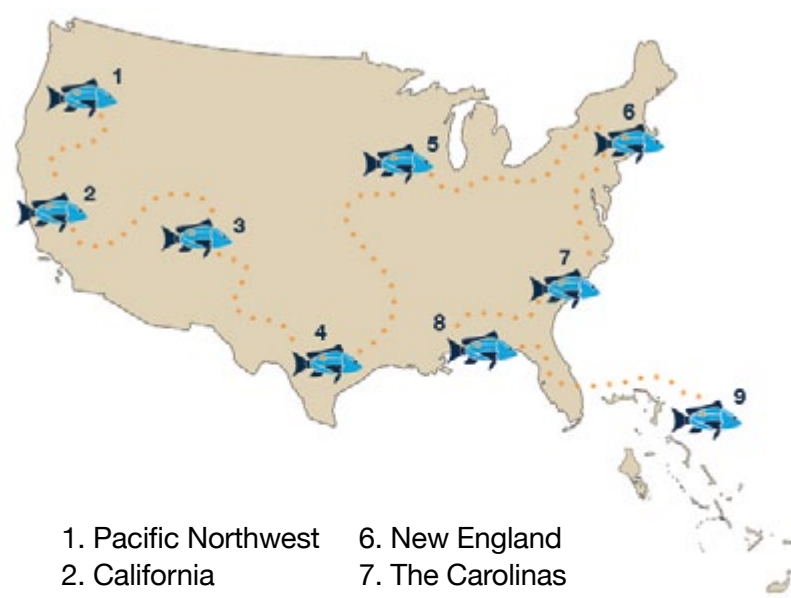 1
2
3
4
5
6
7
8
9
1. Pacific Northwest
2. California
6. New England
7. The Carolinas